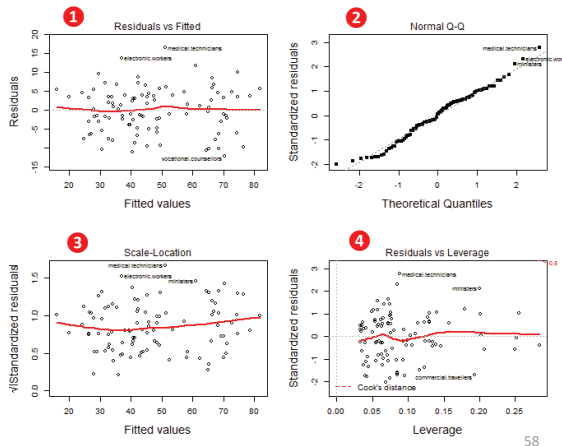 1
Residuals vs Fitted
Residuals
20
15
10
5
0
-5
-15
medical.technicians
electronic.workers
vocational.counsellors
20 30 40 50 60 70 80
Fitted values
2
Normal Q-Q
Standardized residuals
3
2
1
0
-1
-2
medical.technicians
electronic.wor
ministers
-2 -1 0 1 2
Theoretical Quantiles
3
Scale-Location
√|Standardized residuals
1.5
1.0
0.5
0.0
medical.technicians
electronic.workers
ministers
20 30 40 50 60 70 80
Fitted values
4
Residuals vs Leverage
Standardized residuals
3
2
1
0
-1
-2
medical.technicians
ministers
commercial.travellers
Cook's distance
0.5
0.00 0.05 0.10 0.15 0.20 0.25
Leverage
58